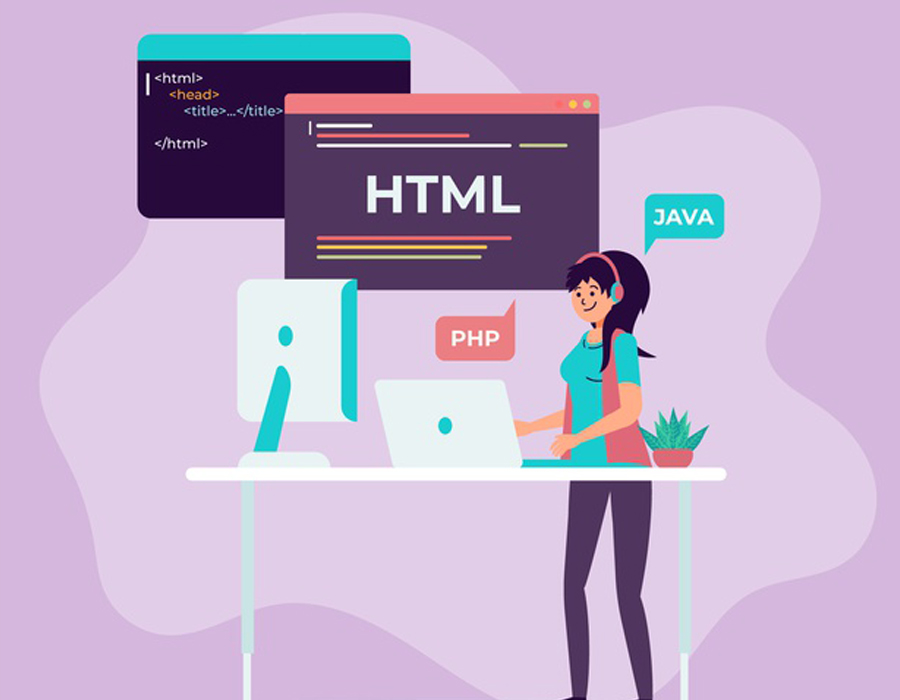 <html>
<head>
<title>...</title>
</html>
HTML
JAVA
PHP